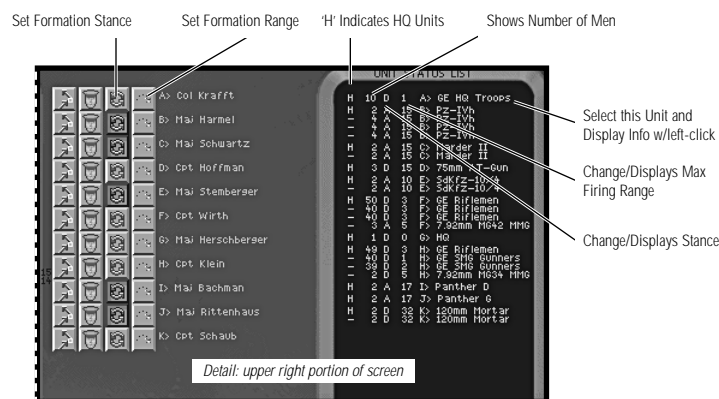 Set Formation Stance
Set Formation Range
'H' Indicates HQ Units
Shows Number of Men
UNIT STATUS LIST
A> Col Krafft
B> Maj Harmel
C> Maj Schwartz
D> Cpt Hoffman
E> Maj Stemberger
F> Cpt Wirth
G> Maj Herschberger
H> Cpt Klein
I> Maj Bachman
J> Maj Rittenhaus
K> Cpt Schaub
15
14
H 10 D 1 A> GE HQ Troops
H 2 A 15 B> PZ-IVh
- 4 A 15 B> PZ-IVh
- 4 A 15 B> PZ-IVh
- 4 A 15 B> PZ-IVh
H 2 A 15 C> Marder II
- 2 A 15 C> Marder II
H 3 D 15 D> 75mm AT-Gun
H 3 A 10 E> SdKfz-10/4
- 2 A 10 E> SdKfz-10/4
H 50 D 3 F> GE Riflemen
- 40 D 3 F> GE Riflemen
- 40 D 3 F> GE Riflemen
- 3 A 5 F> 7.92mm MG42 MMG
H 1 D 0 G> HQ
H 49 D 3 H> GE Riflemen
- 40 D 1 H> GE SMG Gunners
- 39 D 2 H> GE SMG Gunners
- 2 D 5 H> 7.92mm MG34 MMG
H 2 A 17 I> Panther D
H 2 A 17 J> Panther G
H 2 D 32 K> 120mm Mortar
- 2 D 32 K> 120mm Mortar
Select this Unit and
Display Info w/left-click
Change/Displays Max
Firing Range
Change/Displays Stance
Detail: upper right portion of screen